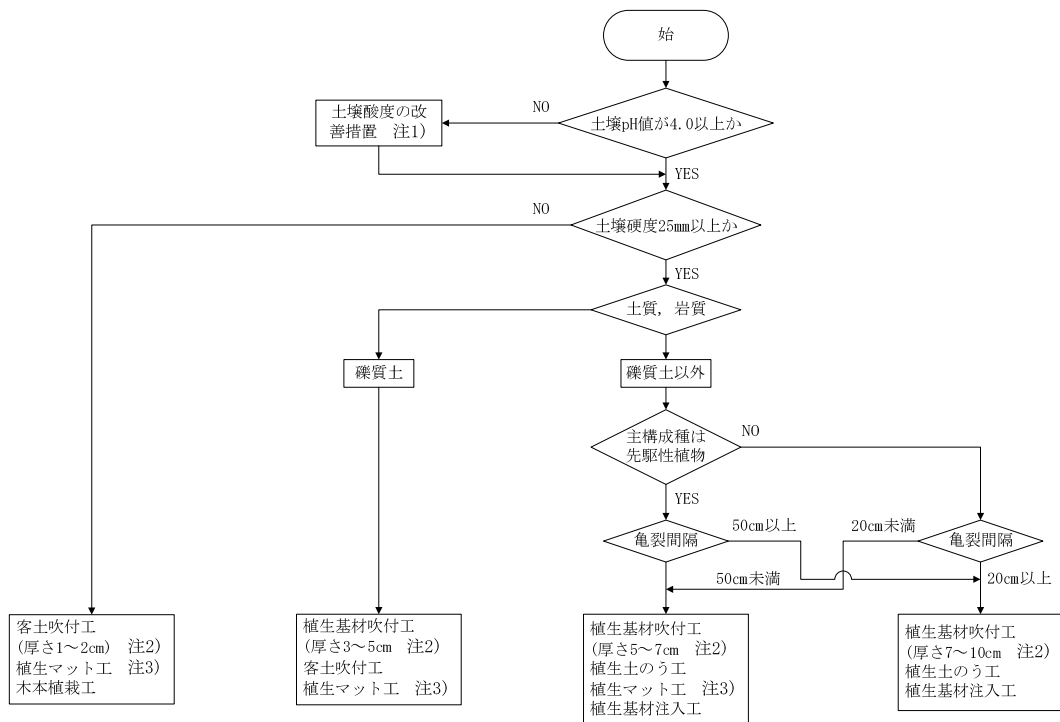 始
NO
土壌酸度の改
善措置 注1)
土壌pH値が4.0以上か
YES
NO
土壌硬度25mm以上か
YES
土質, 岩質
礫質土
礫質土以外
主構成種は
先駆性植物
NO
YES
50cm以上
20cm未満
亀裂間隔
亀裂間隔
50cm未満
20cm以上
客土吹付工
(厚さ1～2cm 注2)
植生マット工 注3)
木本植栽工
植生基材吹付工
(厚さ3～5cm 注2)
客土吹付工
植生マット工 注3)
植生基材吹付工
(厚さ5～7cm 注2)
植生土のう工
植生マット工 注3)
植生基材注入工
植生基材吹付工
(厚さ7～10cm 注2)
植生土のう工
植生基材注入工